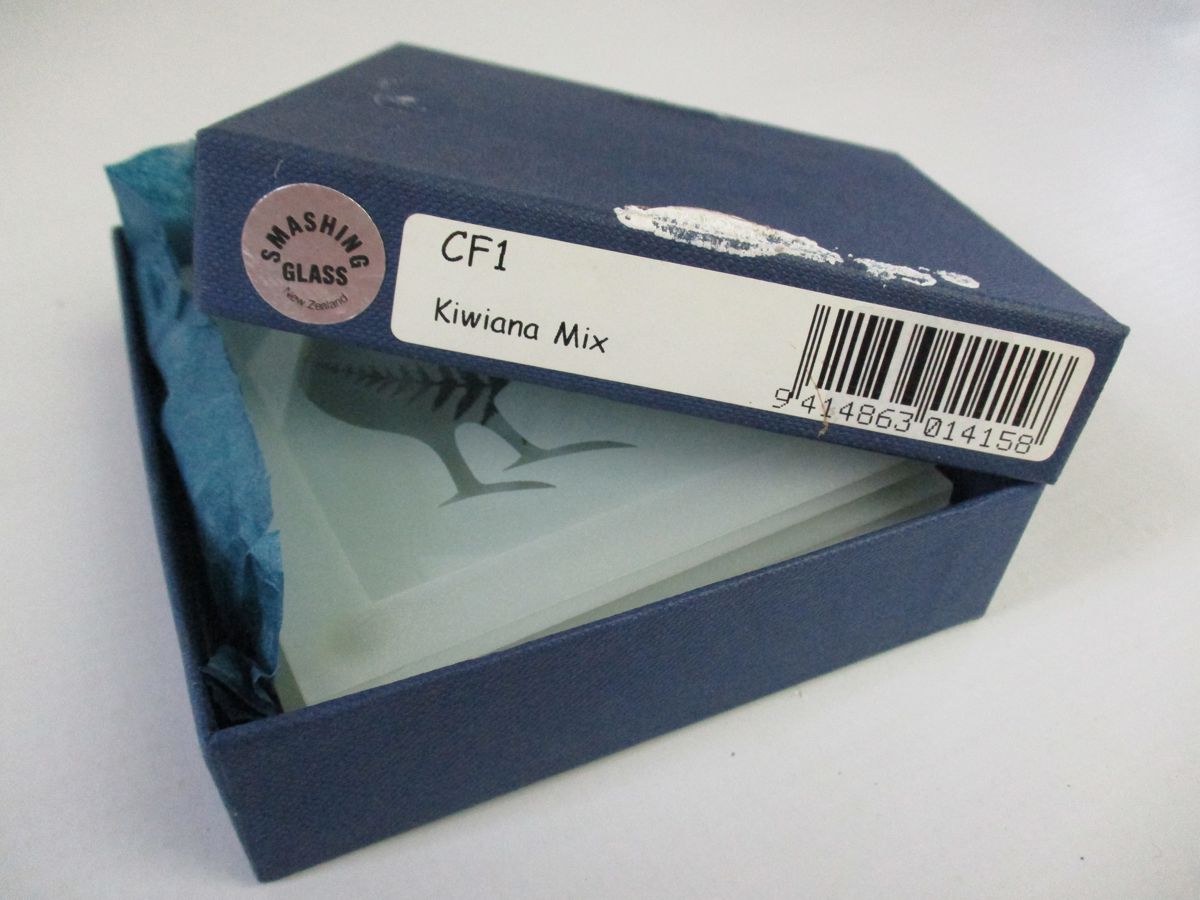 SMASHING
GLASS
New Zealand
CF1
Kiwiana Mix
9 414863 014158